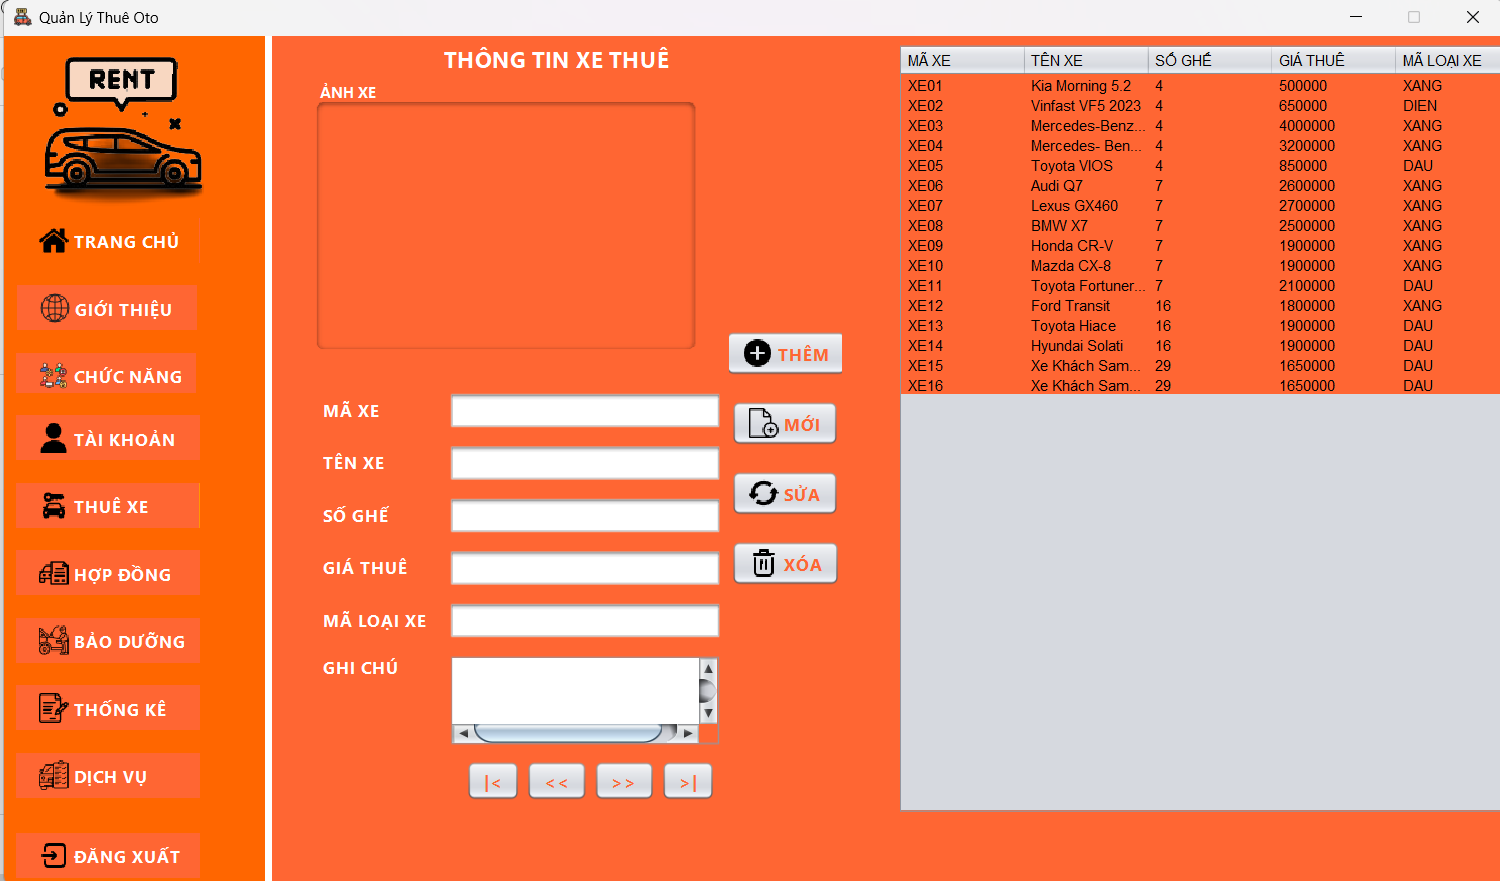 Quản Lý Thuê Oto
RENT
TRANG CHỦ
GIỚI THIỆU
CHỨC NĂNG
TÀI KHOẢN
THUÊ XE
HỢP ĐỒNG
BẢO DƯỠNG
THỐNG KÊ
DỊCH VỤ
ĐĂNG XUẤT
THÔNG TIN XE THUÊ
ẢNH XE
MÃ XE
TÊN XE
SỐ GHẾ
GIÁ THUÊ
MÃ LOẠI XE
GHI CHÚ
|< << >> >|
THÊM
MỚI
SỬA
XÓA
MÃ XE TÊN XE SỐ GHẾ GIÁ THUÊ MÃ LOẠI XE
XE01 Kia Morning 5.2 4 500000 XANG
XE02 Vinfast VF5 2023 4 650000 DIEN
XE03 Mercedes-Benz... 4 4000000 XANG
XE04 Mercedes- Ben... 4 3200000 XANG
XE05 Toyota VIOS 4 850000 DAU
XE06 Audi Q7 7 2600000 XANG
XE07 Lexus GX460 7 2700000 XANG
XE08 BMW X7 7 2500000 XANG
XE09 Honda CR-V 7 1900000 XANG
XE10 Mazda CX-8 7 1900000 XANG
XE11 Toyota Fortuner... 7 2100000 DAU
XE12 Ford Transit 16 1800000 XANG
XE13 Toyota Hiace 16 1900000 DAU
XE14 Hyundai Solati 16 1900000 DAU
XE15 Xe Khách Sam... 29 1650000 DAU
XE16 Xe Khách Sam... 29 1650000 DAU